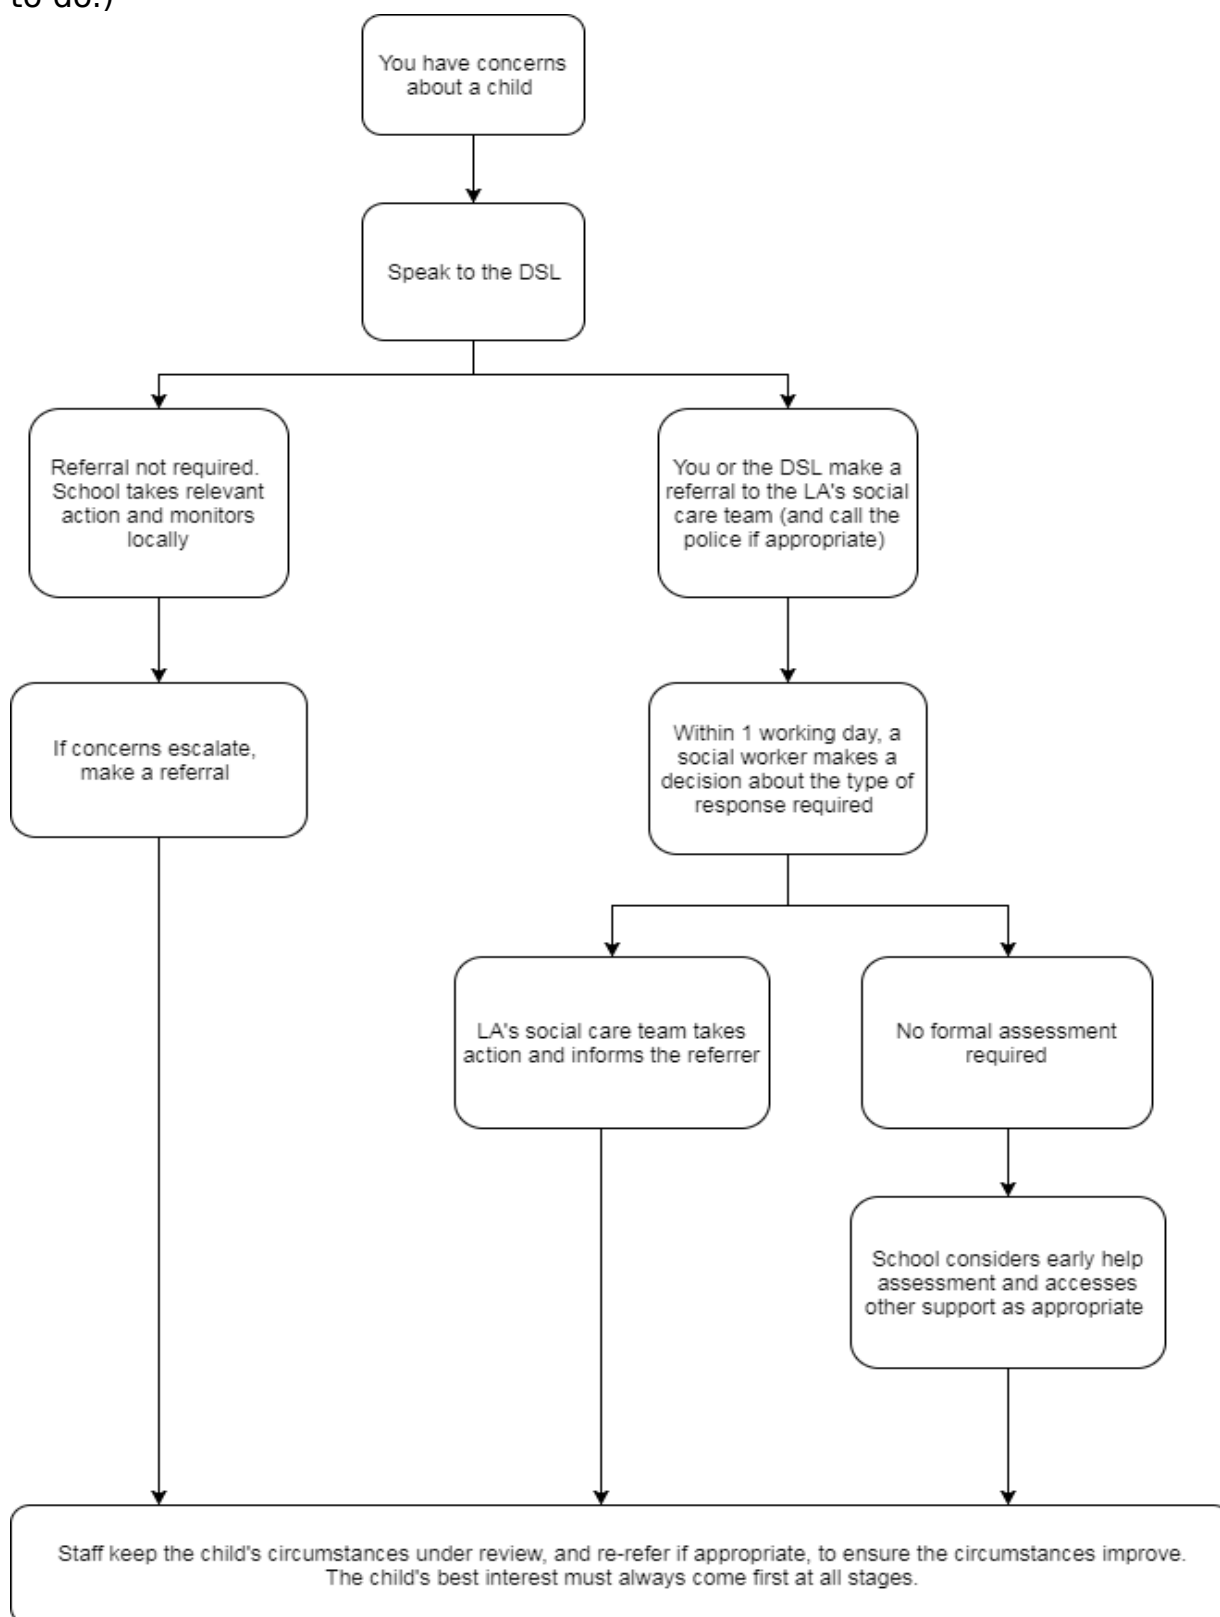 to do.)
You have concerns
about a child
Speak to the DSL
Referral not required.
School takes relevant
action and monitors
locally
You or the DSL make a
referral to the LA's social
care team (and call the
police if appropriate)
If concerns escalate,
make a referral
Within 1 working day, a
social worker makes a
decision about the type of
response required
LA's social care team takes
action and informs the referrer
No formal assessment
required
School considers early help
assessment and accesses
other support as appropriate
Staff keep the child's circumstances under review, and re-refer if appropriate, to ensure the circumstances improve.
The child's best interest must always come first at all stages.